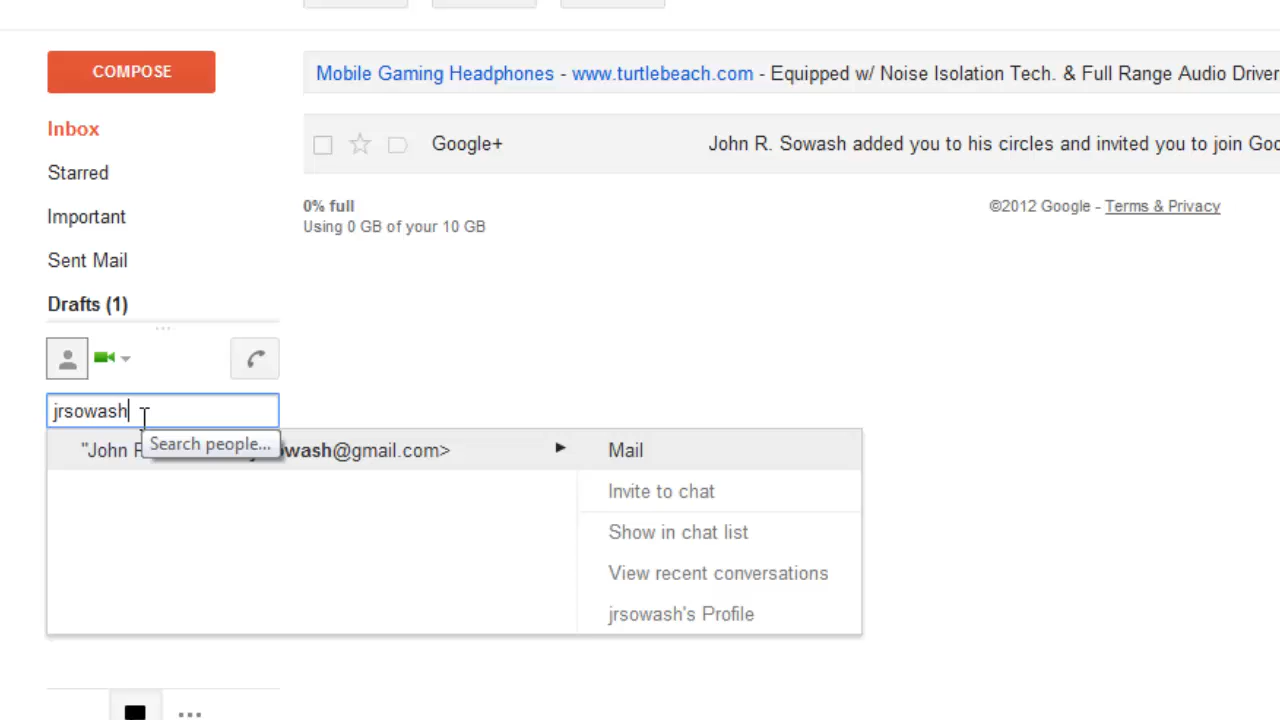 COMPOSE
Mobile Gaming Headphones - www.turtlebeach.com - Equipped w/ Noise Isolation Tech. & Full Range Audio Driver
Inbox
Google+ John R. Sowash added you to his circles and invited you to join Goo
Starred
0% full
Using 0 GB of your 10 GB
©2012 Google - Terms & Privacy
Important
Sent Mail
Drafts (1)
jrsowash
Search people...
"John owash@gmail.com>
Mail
Invite to chat
Show in chat list
View recent conversations
jrsowash's Profile